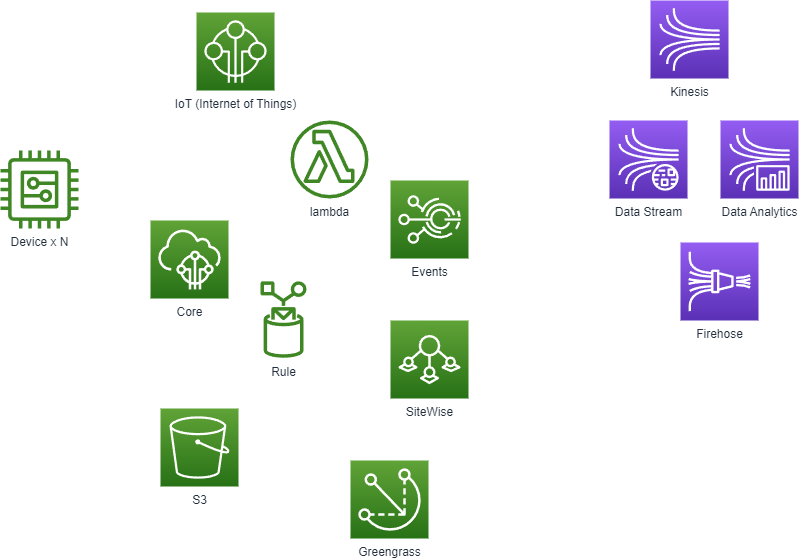 Kinesis
IoT (Internet of Things)
lambda
Data Stream
Data Analytics
Device x N
Events
Core
Firehose
Rule
SiteWise
S3
Greengrass